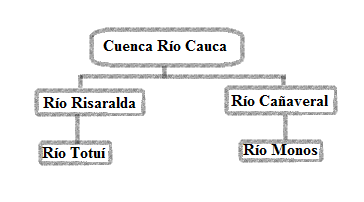 Cuenca Río Cauca
Río Risaralda
Río Cañaveral
Río Totuí
Río Monos